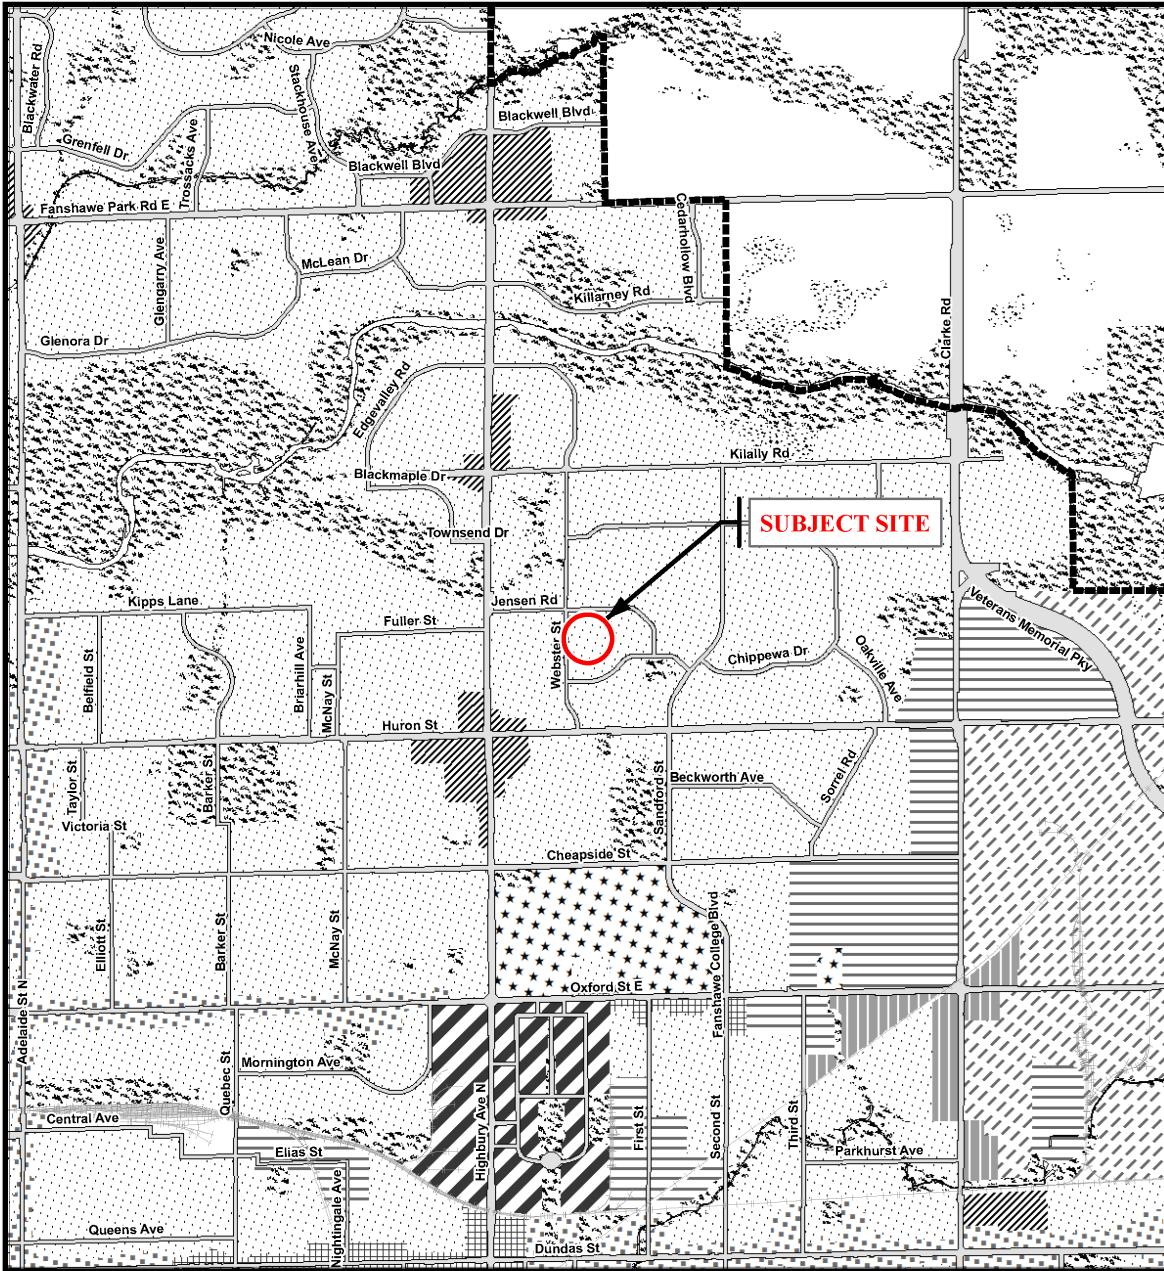 Nicole Ave
Blackwater Rd
Stackhouse Ave
Blackwell Blvd
Trossacks Ave
Grenfell Dr
Blackwell Blvd
Fanshawe Park Rd E
Cedarhollow Blvd
Glengarry Ave
McLean Dr
Killarney Rd
Clarke Rd
Glenora Dr
Edgevalley Rd
Kilally Rd
Blackmaple Dr
SUBJECT SITE
Townsend Dr
Kipps Lane
Jensen Rd
Veterans Memorial Pky
Fuller St
Webster St
Belfield St
Briarhill Ave
McNay St
Chippewa Dr
Oakville Ave
Huron St
Taylor St
Barker St
Sandford St
Beckworth Ave
Sorrel Rd
Victoria St
Cheapside St
Elliott St
Barker St
McNay St
Fanshawe College Blvd
Oxford St E
Adelaide St N
Mornington Ave
Quebec St
Central Ave
Highbury Ave N
First St
Second St
Third St
Elias St
Parkhurst Ave
Nightingale Ave
Queens Ave
Dundas St